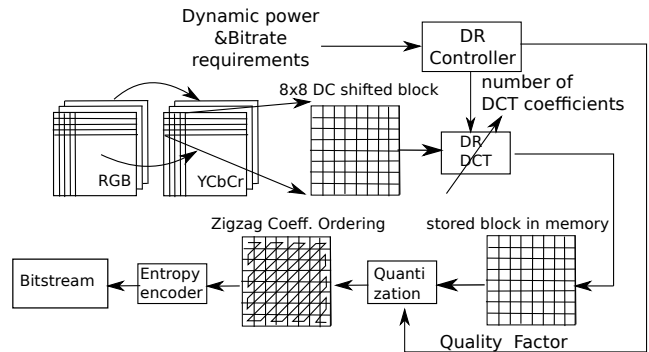 Dynamic power
&Bitrate
requirements
DR
Controller
8x8 DC shifted block
number of
DCT coefficients
RGB
YCbCr
DR
DCT
Zigzag Coeff. Ordering
stored block in memory
Bitstream
Entropy
encoder
Quanti
zation
Quality Factor